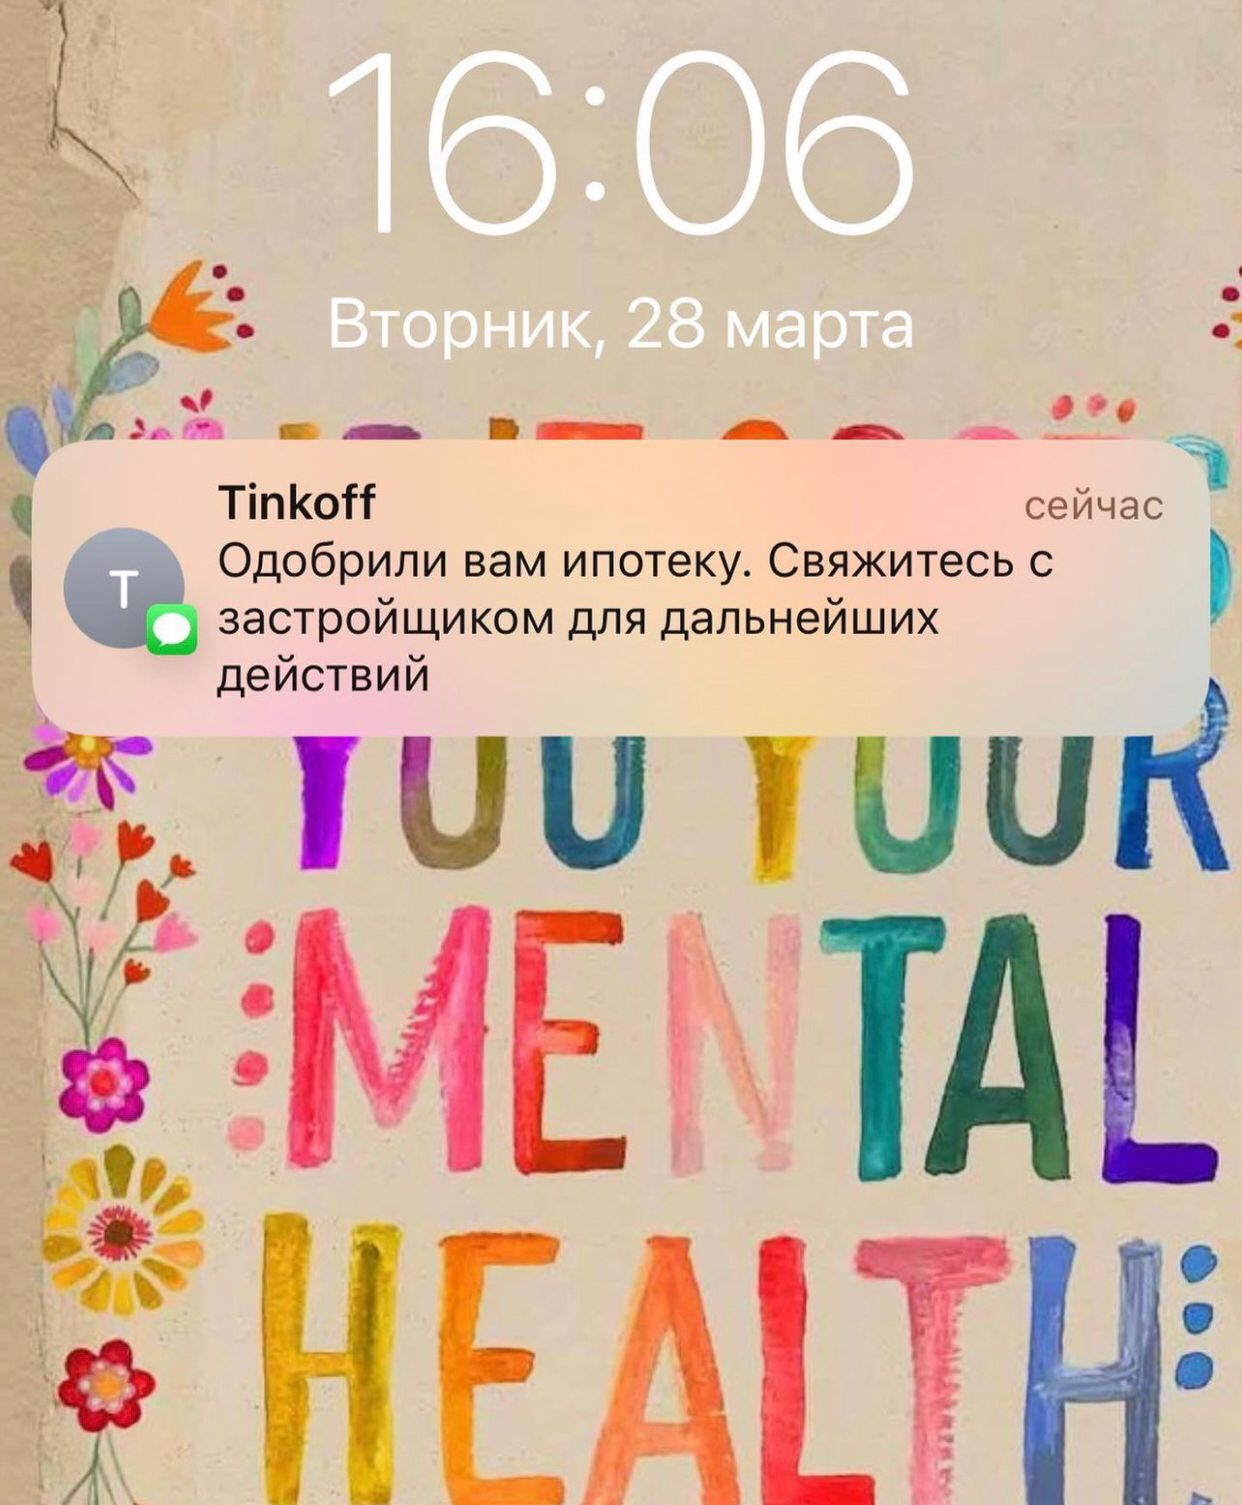 16:06
Вторник, 28 марта
Tinkoff
сейчас
Одобрили вам ипотеку. Свяжитесь с
застройщиком для дальнейших
действий
T
YOU YOUR
MENTAL
HEALTH